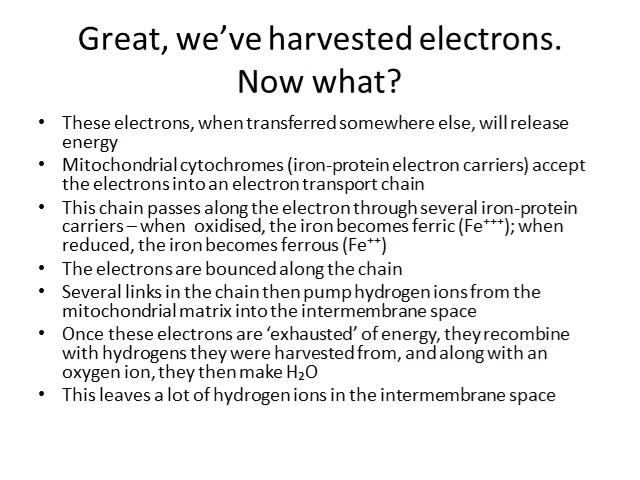 Great, we've harvested electrons.
Now what?
• These electrons, when transferred somewhere else, will release
energy
• Mitochondrial cytochromes (iron-protein electron carriers) accept
the electrons into an electron transport chain
• This chain passes along the electron through several iron-protein
carriers – when  oxidised, the iron becomes ferric (Fe⁺⁺⁺); when
reduced, the iron becomes ferrous (Fe⁺⁺)
• The electrons are bounced along the chain
• Several links in the chain then pump hydrogen ions from the
mitochondrial matrix into the intermembrane space
• Once these electrons are ‘exhausted’ of energy, they recombine
with hydrogens they were harvested from, and along with an
oxygen ion, they then make H₂O
• This leaves a lot of hydrogen ions in the intermembrane space